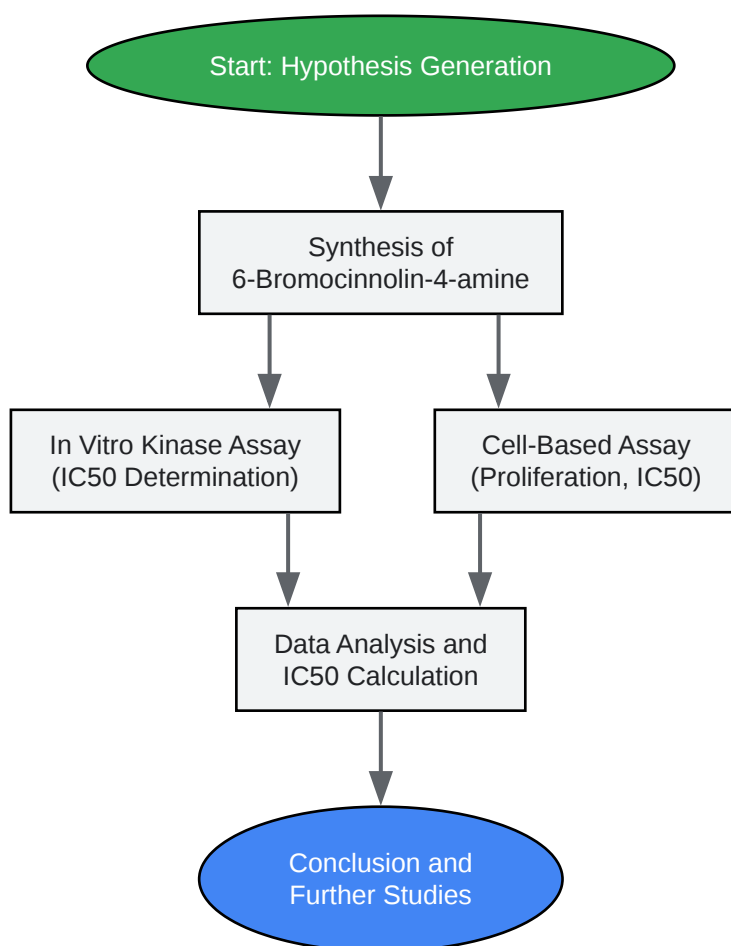 Start: Hypothesis Generation
Synthesis of
6-Bromocinnolin-4-amine
In Vitro Kinase Assay
(IC50 Determination)
Cell-Based Assay
(Proliferation, IC50)
Data Analysis and
IC50 Calculation
Conclusion and
Further Studies